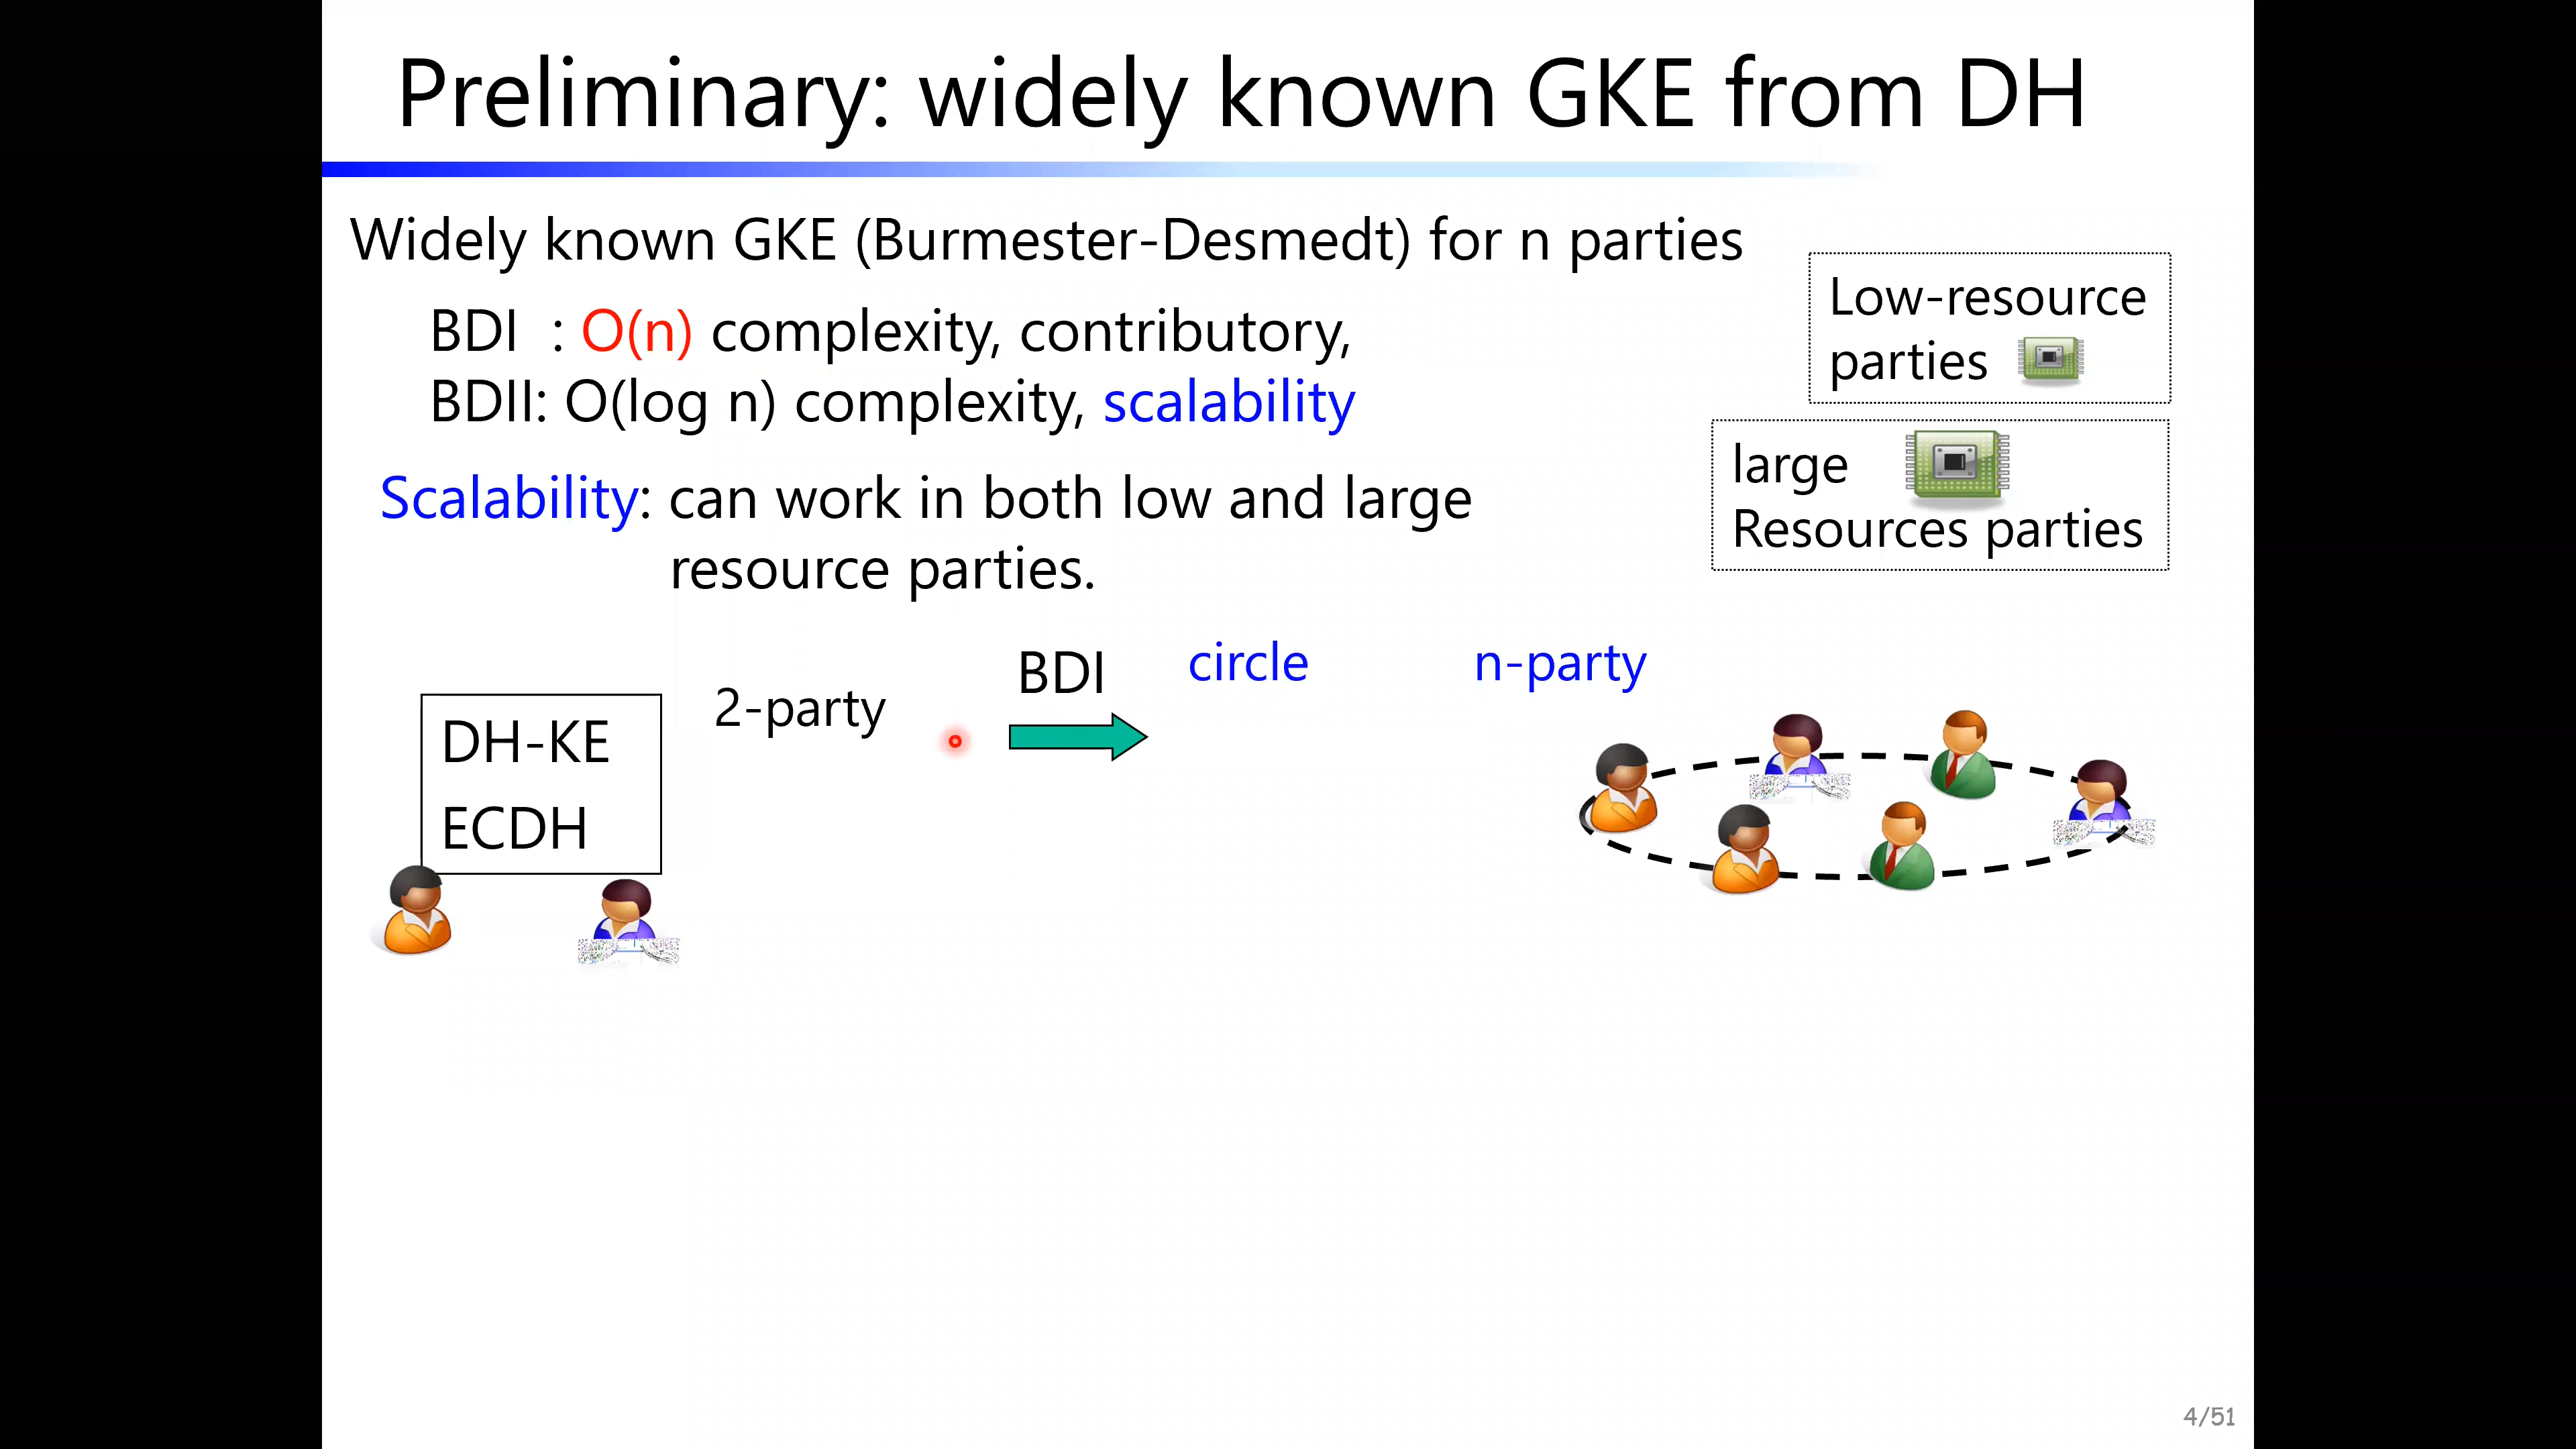 Preliminary: widely known GKE from DH
Widely known GKE (Burmester-Desmedt) for n parties
BDI : O(n) complexity, contributory,
BDII: O(log n) complexity, scalability
Low-resource
parties
large
Resources parties
Scalability: can work in both low and large
resource parties.
DH-KE
ECDH
2-party
BDI
circle
n-party
4/51